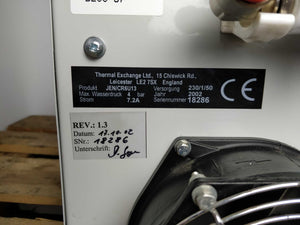 Thermal Exchange Ltd., 15 Chiswick Rd.,
Leicester LE2 7SX England
Produkt JEN/CR6U13 Versorgung 230/1/50
Max Wasserdruck 4 bar Jahr 2002
Strom 7.2A Seriennummer 18286
CE
REV.: 1.3
Datum:
SNr.: 18286
Unterschrift: